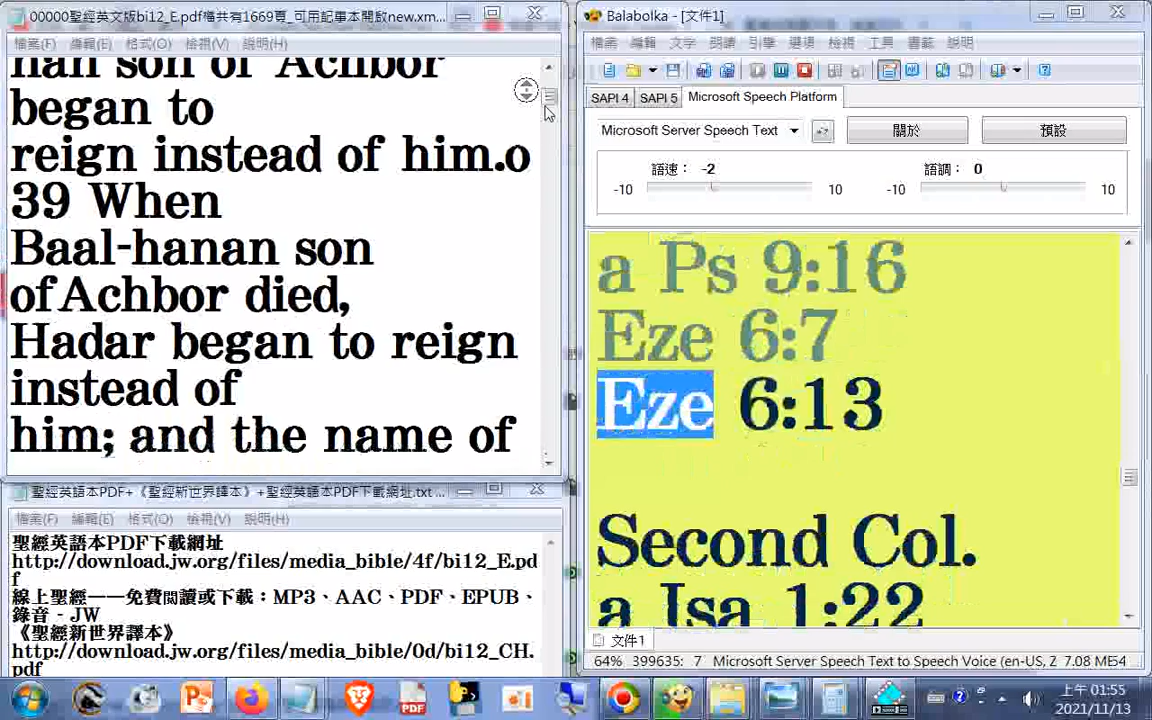 00000聖經英文版bi12_E.pdf檔共有1669頁_可用記事本開啟new.xm...
檔案(F) 編輯(E) 格式(O) 檢視(V) 說明(H)
nan son of Achbor
began to
reign instead of him.o
39 When
Baal-hanan son
of Achbor died,
Hadar began to reign
instead of
him; and the name of
聖經英語本PDF+《聖經新世界譯本》+聖經英語本PDF下載網址.txt ...
檔案(F) 編輯(E) 格式(O) 檢視(V) 說明(H)
聖經英語本PDF下載網址
http://download.jw.org/files/media_bible/4f/bi12_E.pd
f
線上聖經——免費閱讀或下載：MP3、AAC、PDF、EPUB、
錄音 - JW
《聖經新世界譯本》
http://download.jw.org/files/media_bible/0d/bi12_CH.
pdf
Balabolka - [文件1]
檔案 編輯 文字 朗讀 引擎 選項 檢視 工具 書籤 說明
SAPI 4 SAPI 5 Microsoft Speech Platform
Microsoft Server Speech Text 關於 預設
語速： -2 語調： 0
-10 10 -10 10
a Ps 9:16
Eze 6:7
Eze 6:13
Second Col.
a Isa 1:22
文件1
64% 399635: 7 Microsoft Server Speech Text to Speech Voice (en-US, Z 7.08 ME54
上午 01:55
2021/11/13